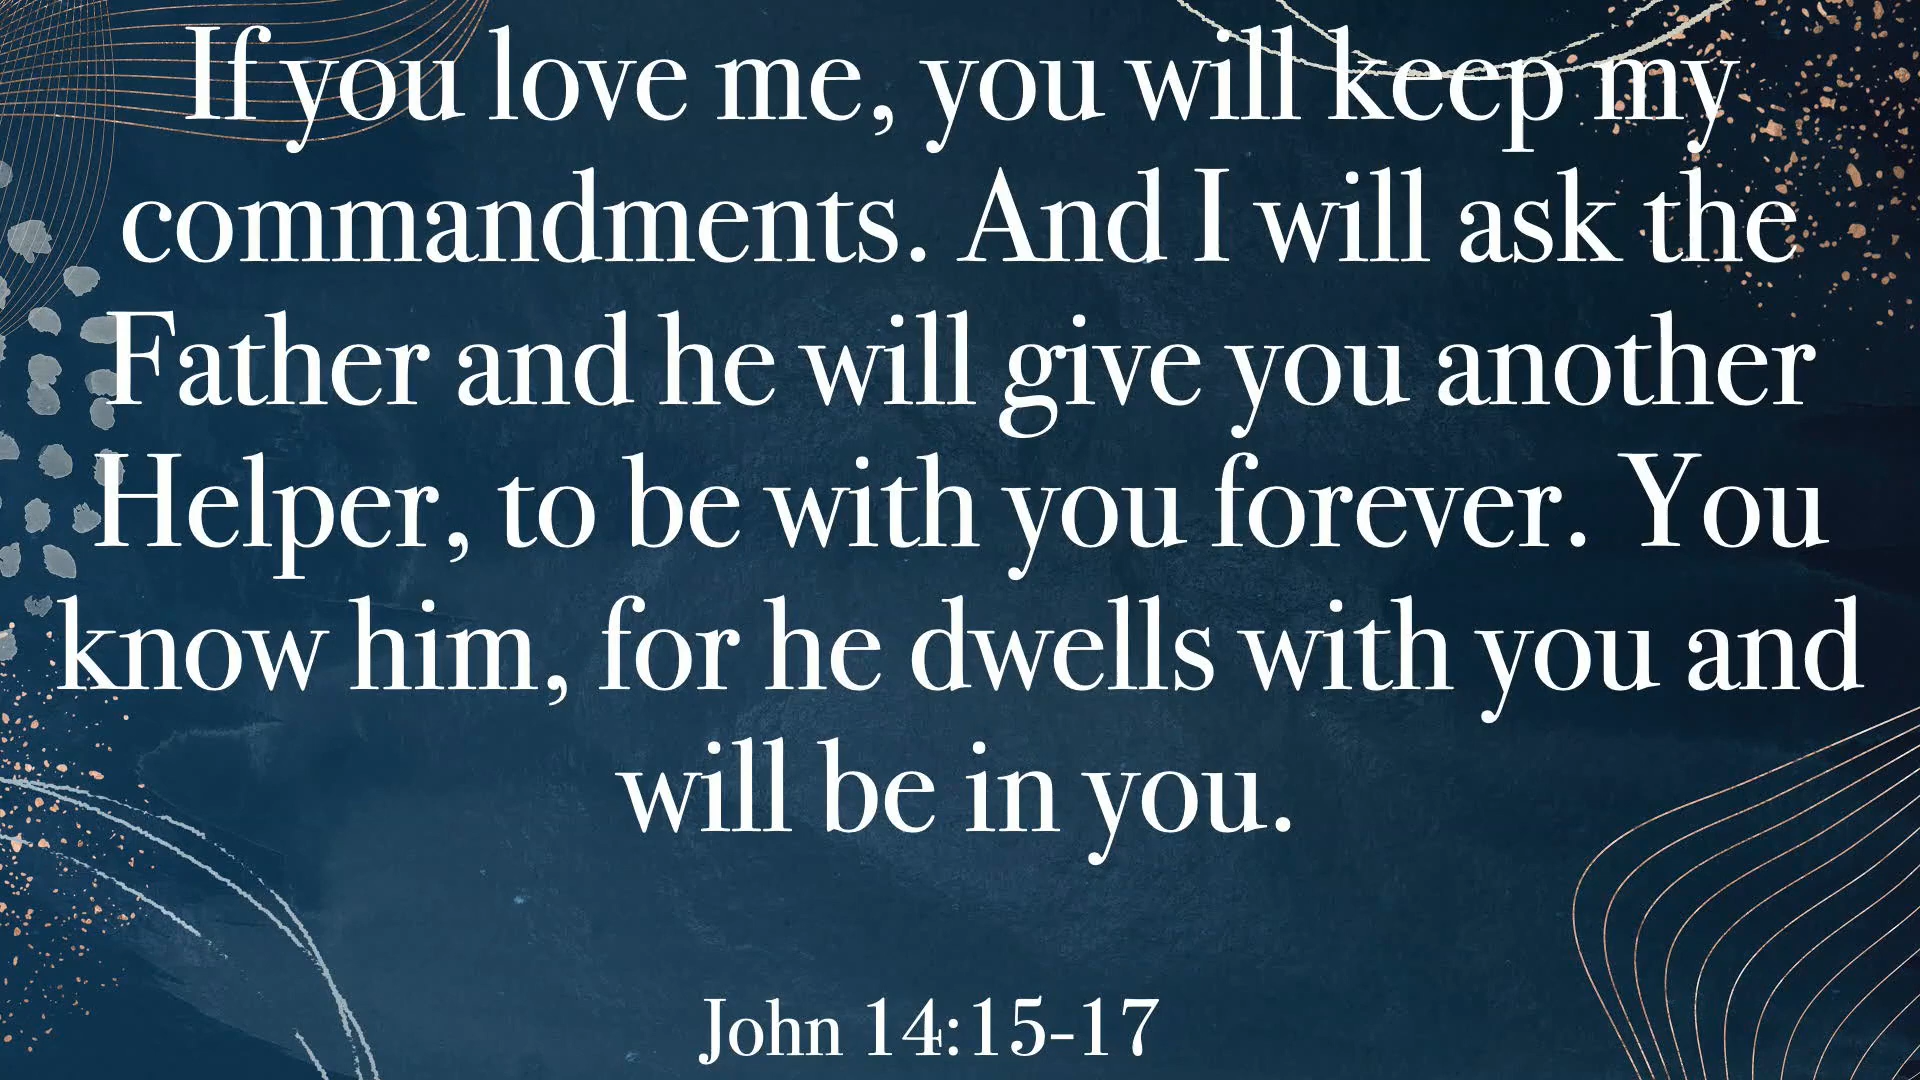 If you love me, you will keep my
commandments. And I will ask the
Father and he will give you another
Helper, to be with you forever. You
know him, for he dwells with you and
will be in you.
John 14:15-17